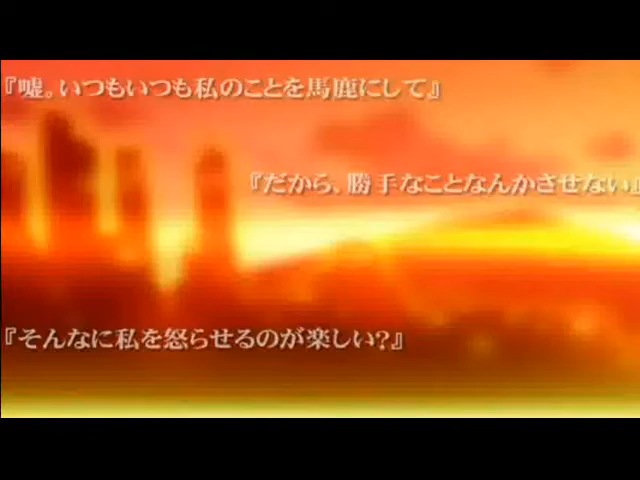 『嘘。いつもいつも私のことを馬鹿にして』
『だから、勝手なことなんかさせない』
『そんなに私を怒らせるのが楽しい?』